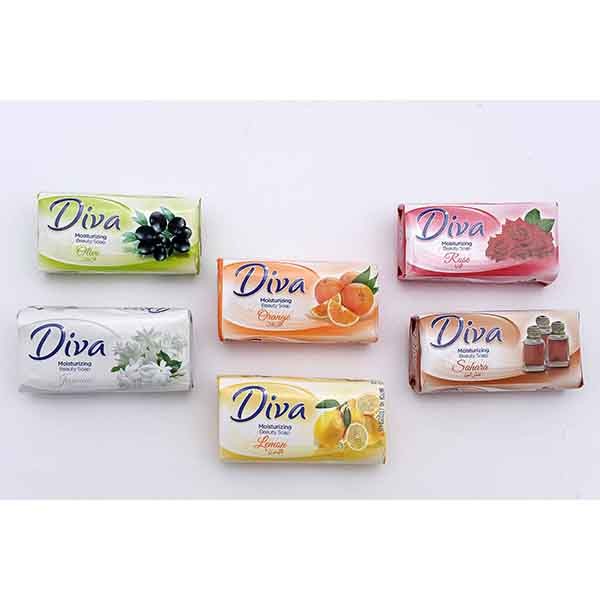 Diva
Moisturizing
Beauty Soap
Olive
Diva
Moisturizing
Beauty Soap
Rose
Diva
Moisturizing
Beauty Soap
Orange
Diva
Moisturizing
Beauty Soap
Jasmine
Diva
Moisturizing
Beauty Soap
Sahara
Diva
Moisturizing
Beauty Soap
Lemon